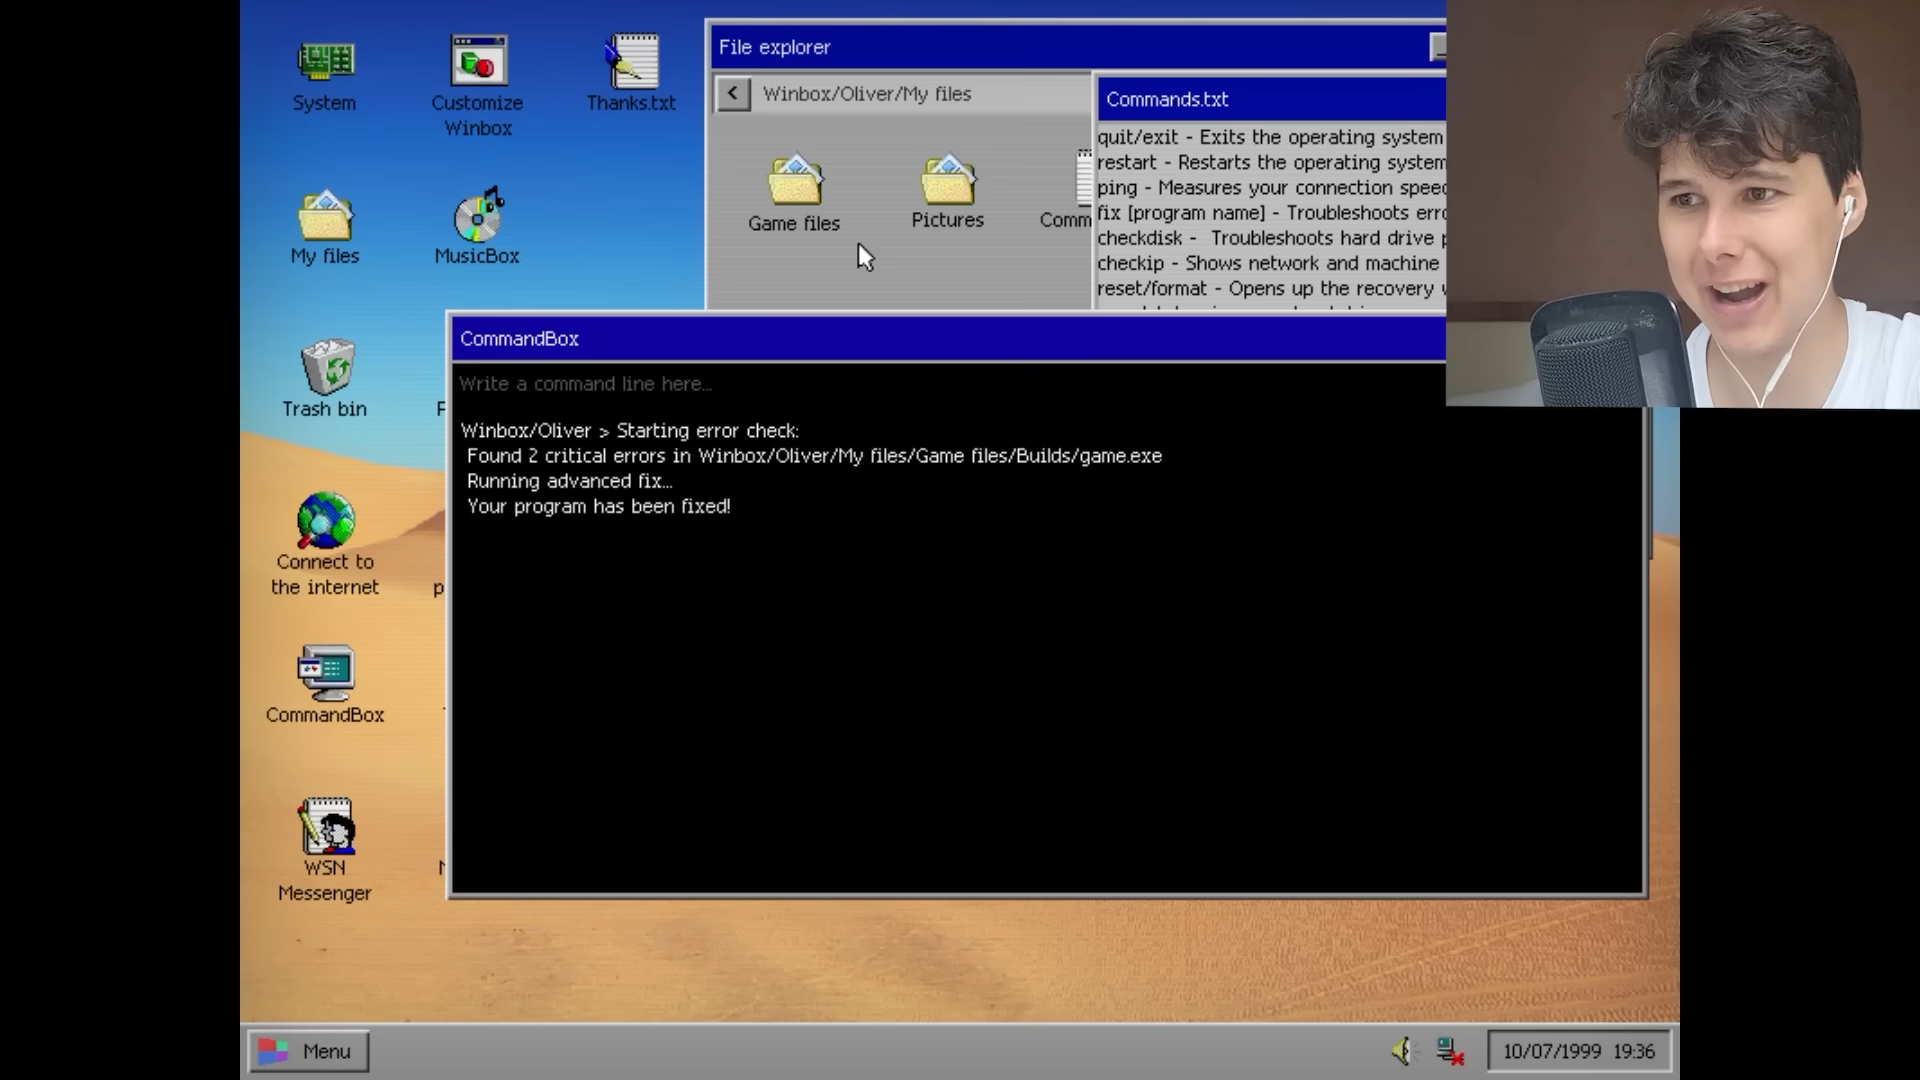 System
Customize
Winbox
Thanks.txt
My files
MusicBox
Trash bin
Connect to
the internet
CommandBox
WSN
Messenger
File explorer
< Winbox/Oliver/My files
Game files
Pictures
Comm
Commands.txt
quit/exit - Exits the operating system
restart - Restarts the operating system
ping - Measures your connection speed
fix [program name] - Troubleshoots erro
checkdisk - Troubleshoots hard drive p
checkip - Shows network and machine
reset/format - Opens up the recovery
CommandBox
Write a command line here...
Winbox/Oliver > Starting error check:
Found 2 critical errors in Winbox/Oliver/My files/Game files/Builds/game.exe
Running advanced fix...
Your program has been fixed!
Menu
10/07/1999 19:36